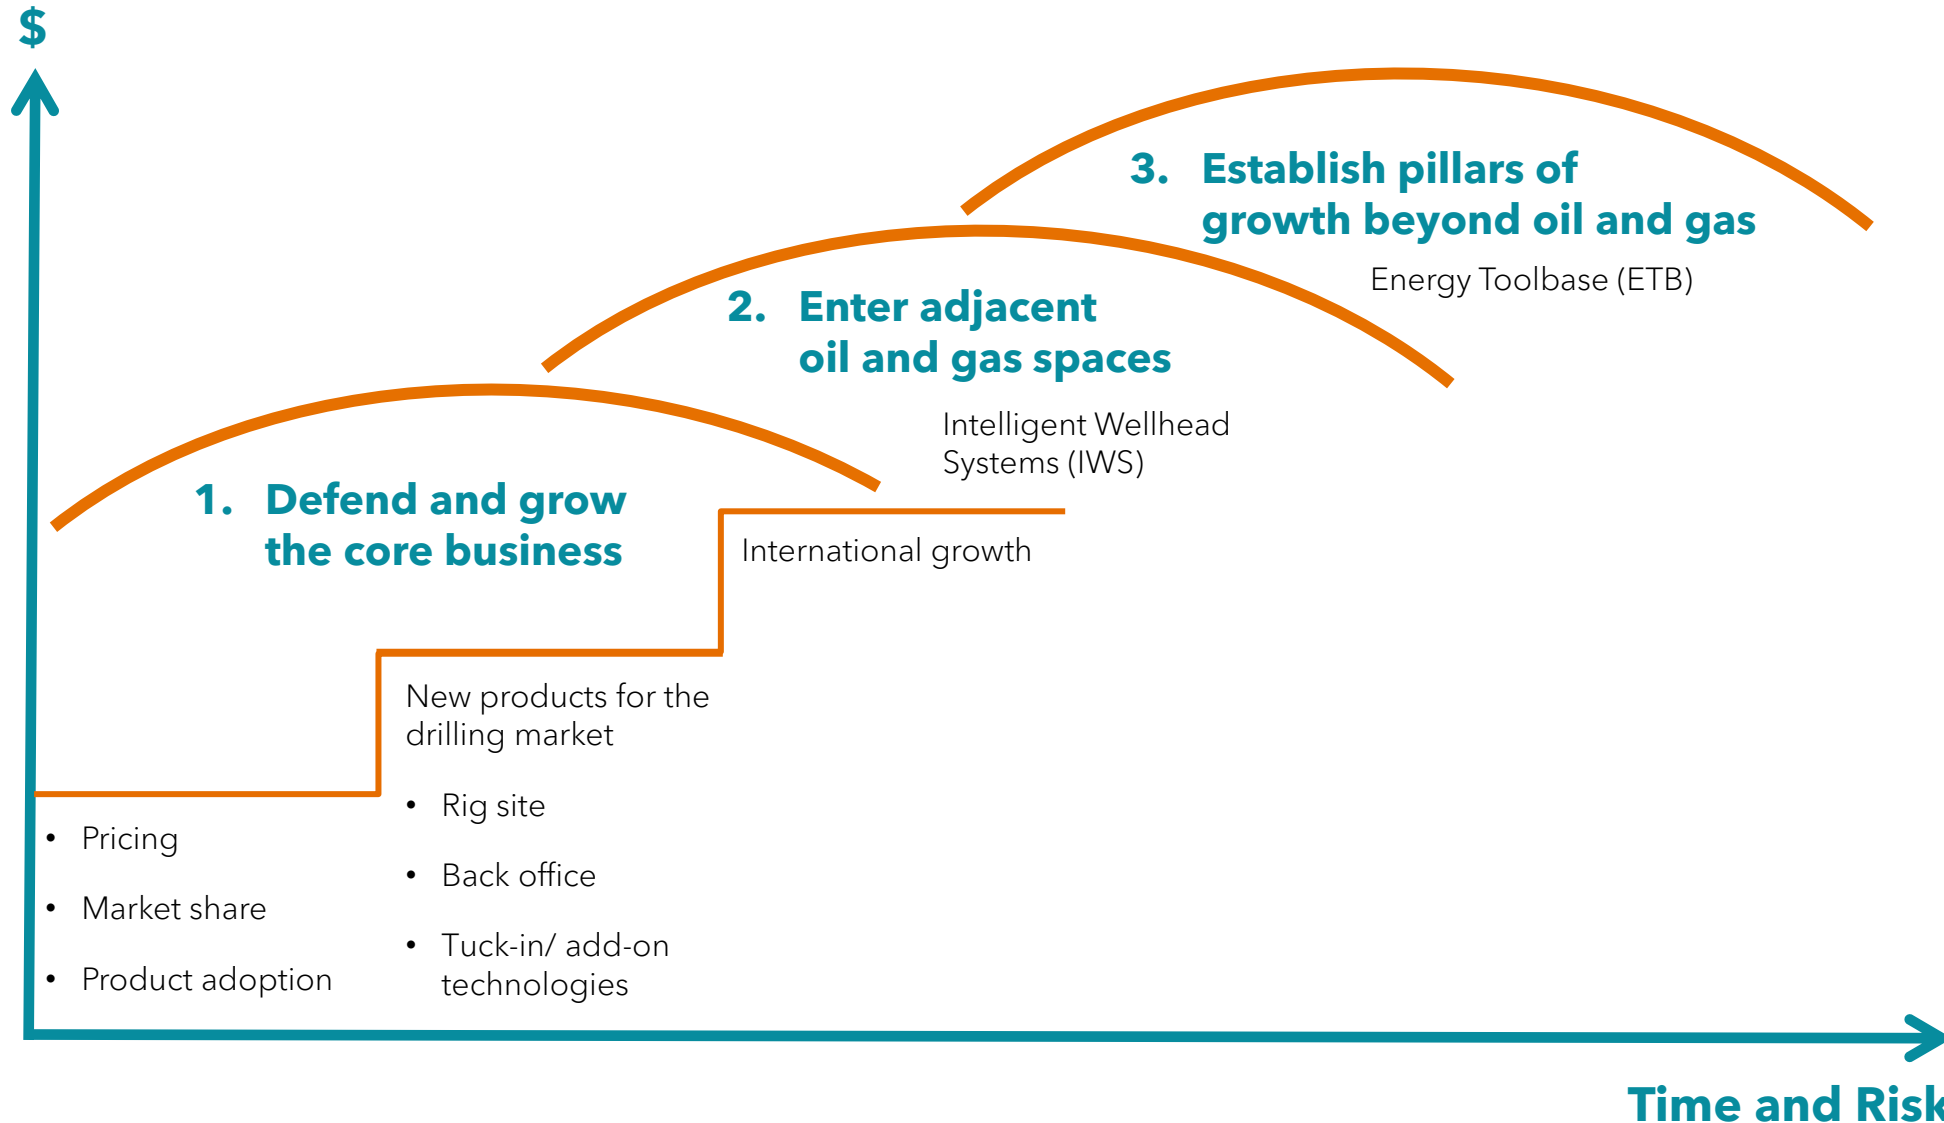 $
3. Establish pillars of
growth beyond oil and gas
Energy Toolbase (ETB)
2. Enter adjacent
oil and gas spaces
Intelligent Wellhead
Systems (IWS)
1. Defend and grow
the core business
International growth
New products for the
drilling market
• Rig site
• Back office
• Tuck-in/ add-on
technologies
• Pricing
• Market share
• Product adoption
Time and Risk